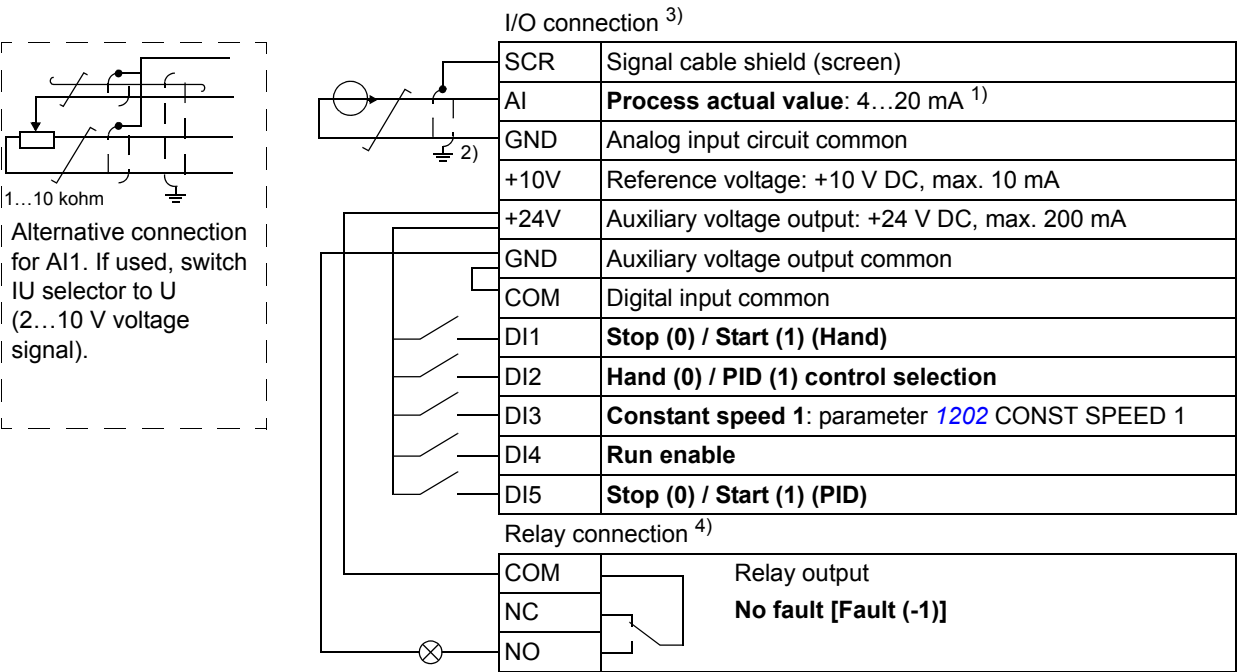 I/O connection 3)
SCR Signal cable shield (screen)
AI Process actual value: 4…20 mA 1)
GND Analog input circuit common
2)
+10V Reference voltage: +10 V DC, max. 10 mA
+24V Auxiliary voltage output: +24 V DC, max. 200 mA
GND Auxiliary voltage output common
COM Digital input common
DI1 Stop (0) / Start (1) (Hand)
DI2 Hand (0) / PID (1) control selection
DI3 Constant speed 1: parameter 1202 CONST SPEED 1
DI4 Run enable
DI5 Stop (0) / Start (1) (PID)
Relay connection 4)
COM Relay output
NC No fault [Fault (-1)]
NO
1…10 kohm
Alternative connection
for AI1. If used, switch
IU selector to U
(2…10 V voltage
signal).